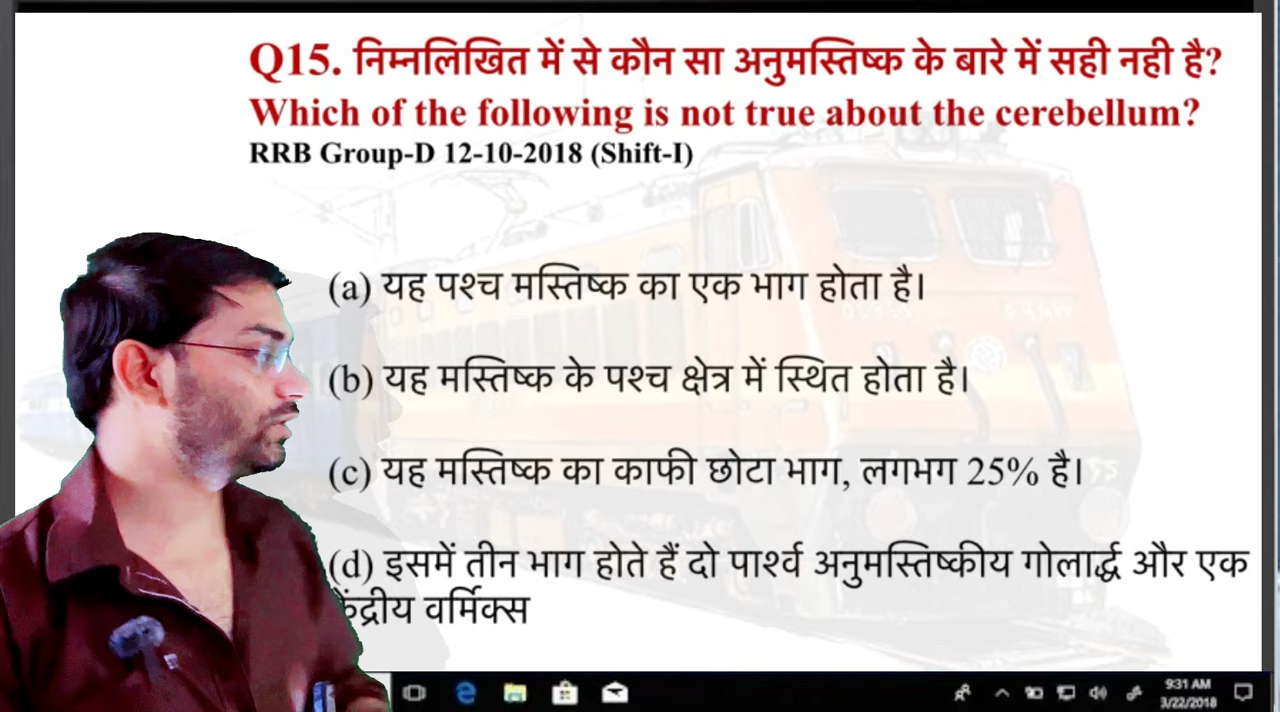 Q15. निम्नलिखित में से कौन सा अनुमस्तिष्क के बारे में सही नही है?
Which of the following is not true about the cerebellum?
RRB Group-D 12-10-2018 (Shift-I)
(a) यह पश्च मस्तिष्क का एक भाग होता है।
(b) यह मस्तिष्क के पश्च क्षेत्र में स्थित होता है।
(c) यह मस्तिष्क का काफी छोटा भाग, लगभग 25% है।
(d) इसमें तीन भाग होते हैं दो पार्श्व अनुमस्तिष्कीय गोलार्द्ध और एक
केंद्रीय वर्मिक्स
9:31 AM
3/22/2018